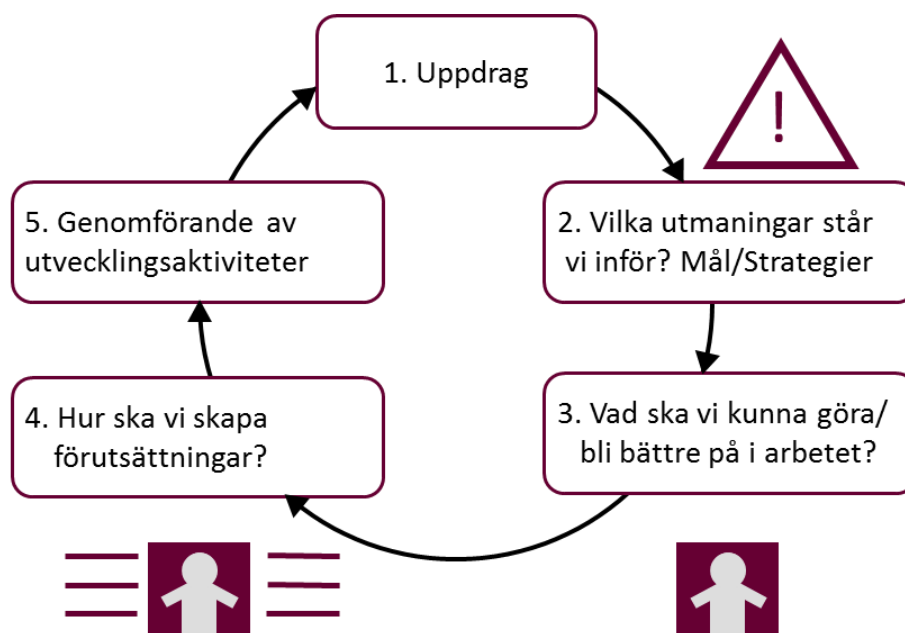 1. Uppdrag
2. Vilka utmaningar står
vi inför? Mål/Strategier
3. Vad ska vi kunna göra/
bli bättre på i arbetet?
4. Hur ska vi skapa
förutsättningar?
5. Genomförande av
utvecklingsaktiviteter
!